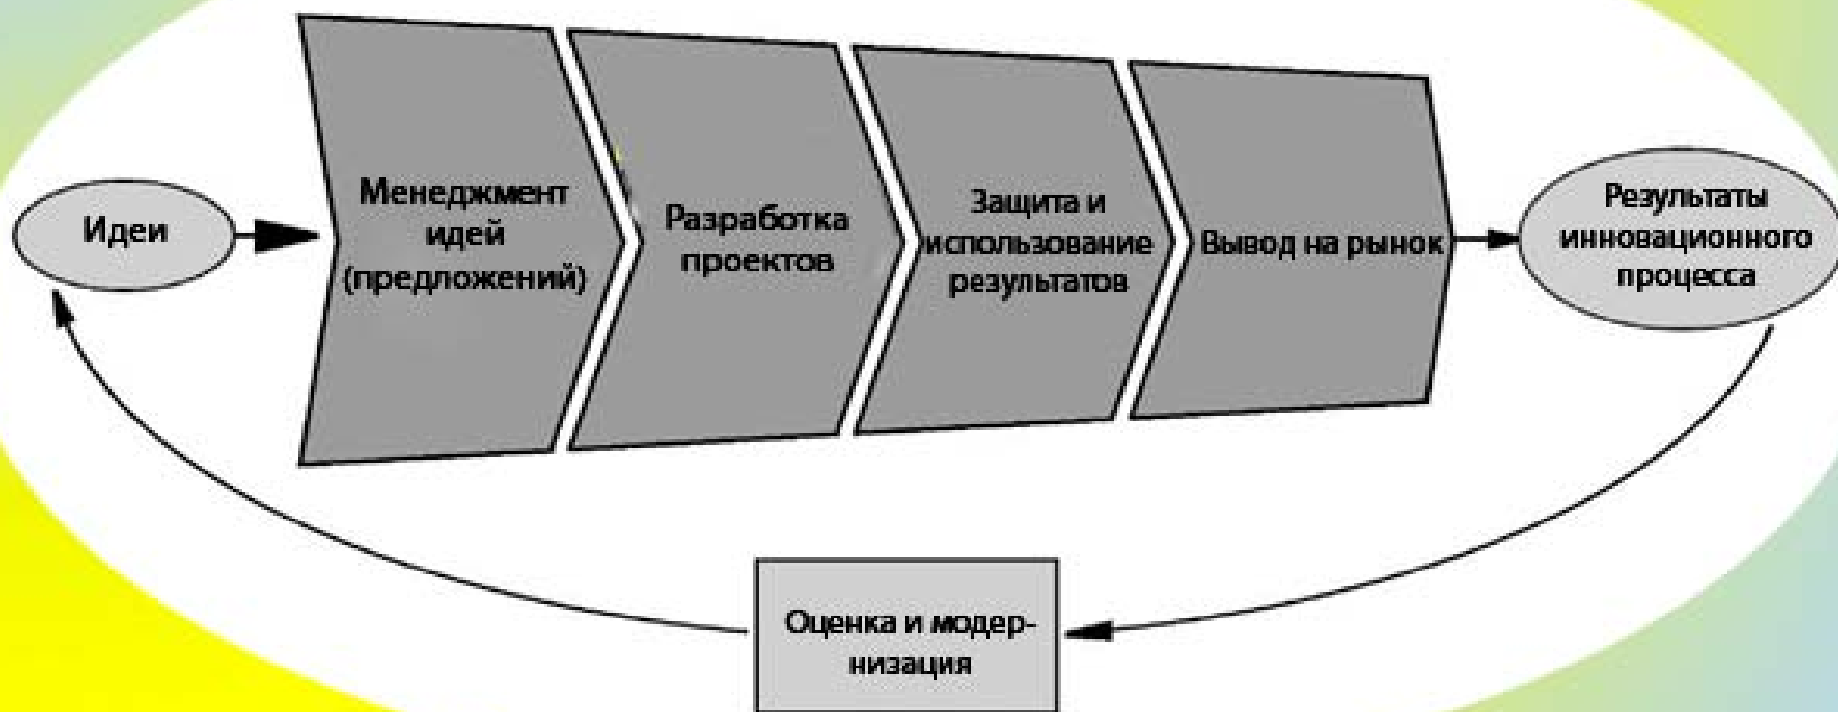 Идеи
Менеджмент
идей
(предложений)
Разработка
проектов
Защита и
использование
результатов
Вывод на рынок
Результаты
инновационного
процесса
Оценка и модер-
низация